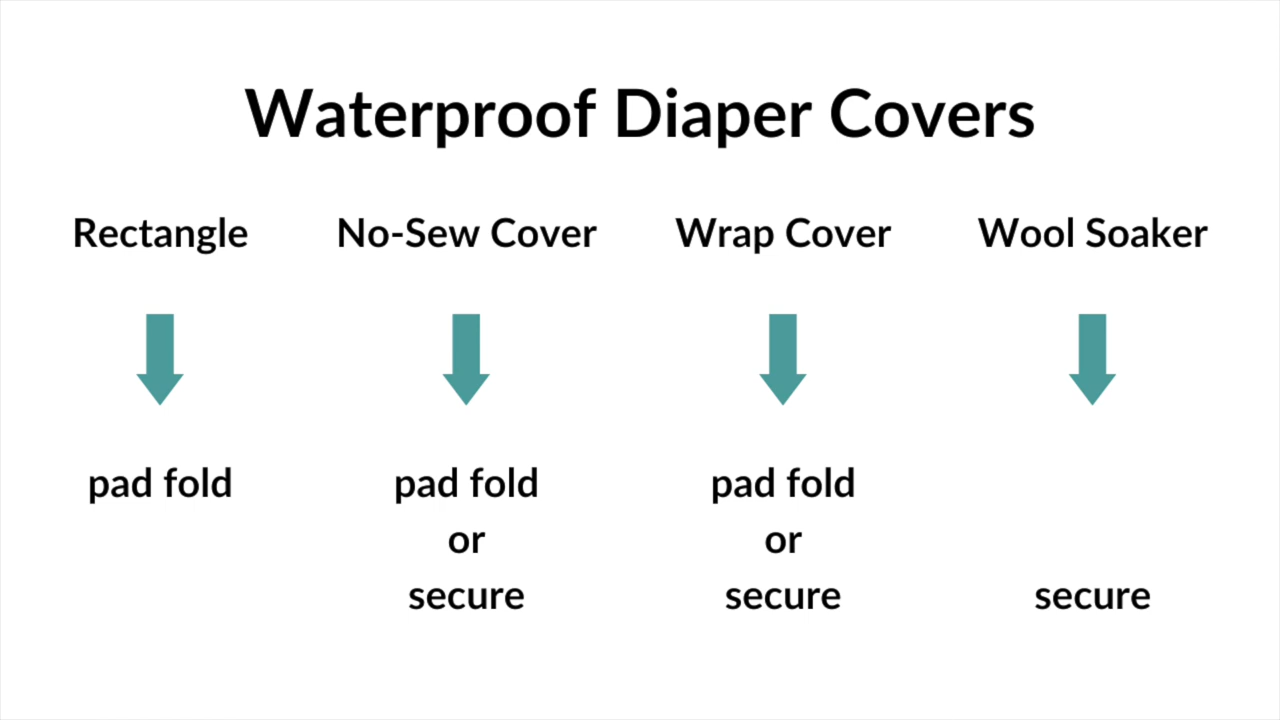 Waterproof Diaper Covers
Rectangle
No-Sew Cover
Wrap Cover
Wool Soaker
pad fold
pad fold
or
secure
pad fold
or
secure
secure